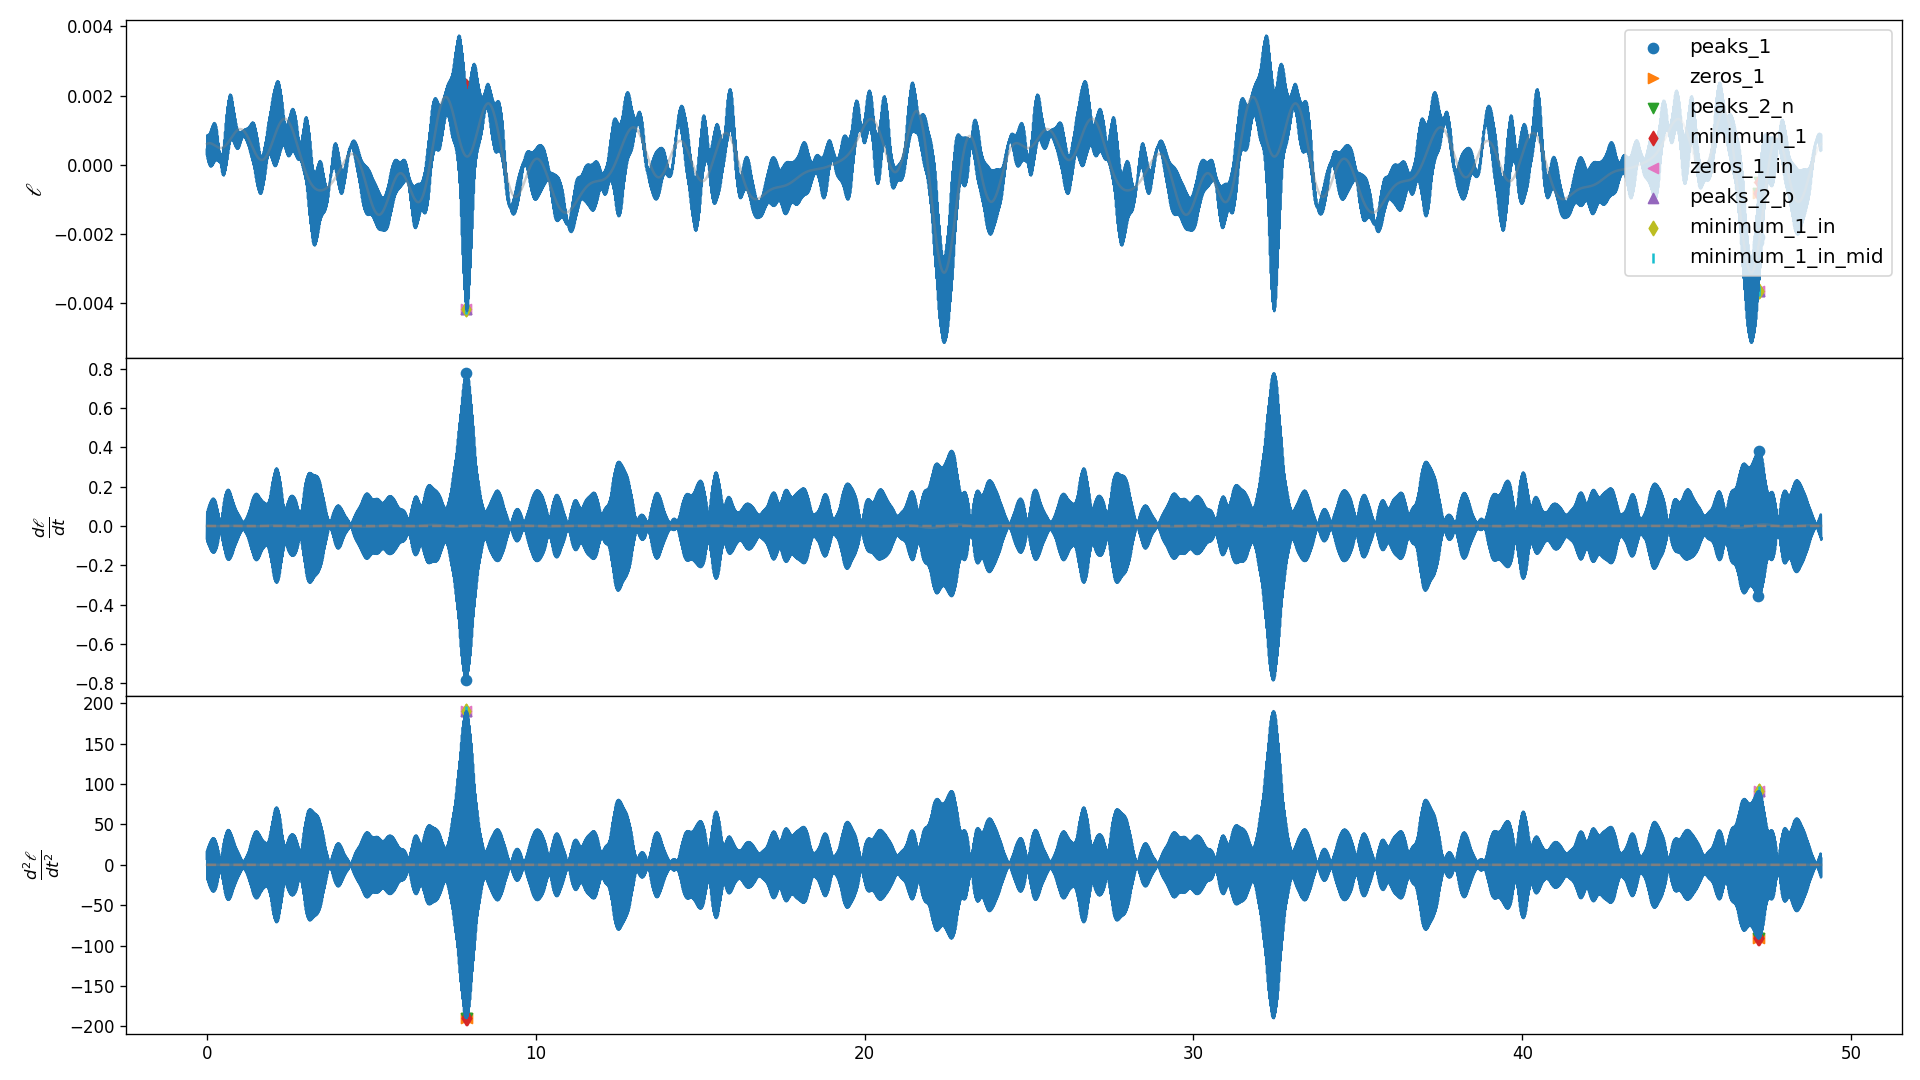 0.004
0.002
0.000
−0.002
−0.004
ℓ
peaks_1
zeros_1
peaks_2_n
minimum_1
zeros_1_in
peaks_2_p
minimum_1_in
minimum_1_in_mid
0.8
0.6
0.4
0.2
0.0
−0.2
−0.4
−0.6
−0.8
dℓ
dt
200
150
100
50
0
−50
−100
−150
−200
d²ℓ
dt²
0 10 20 30 40 50